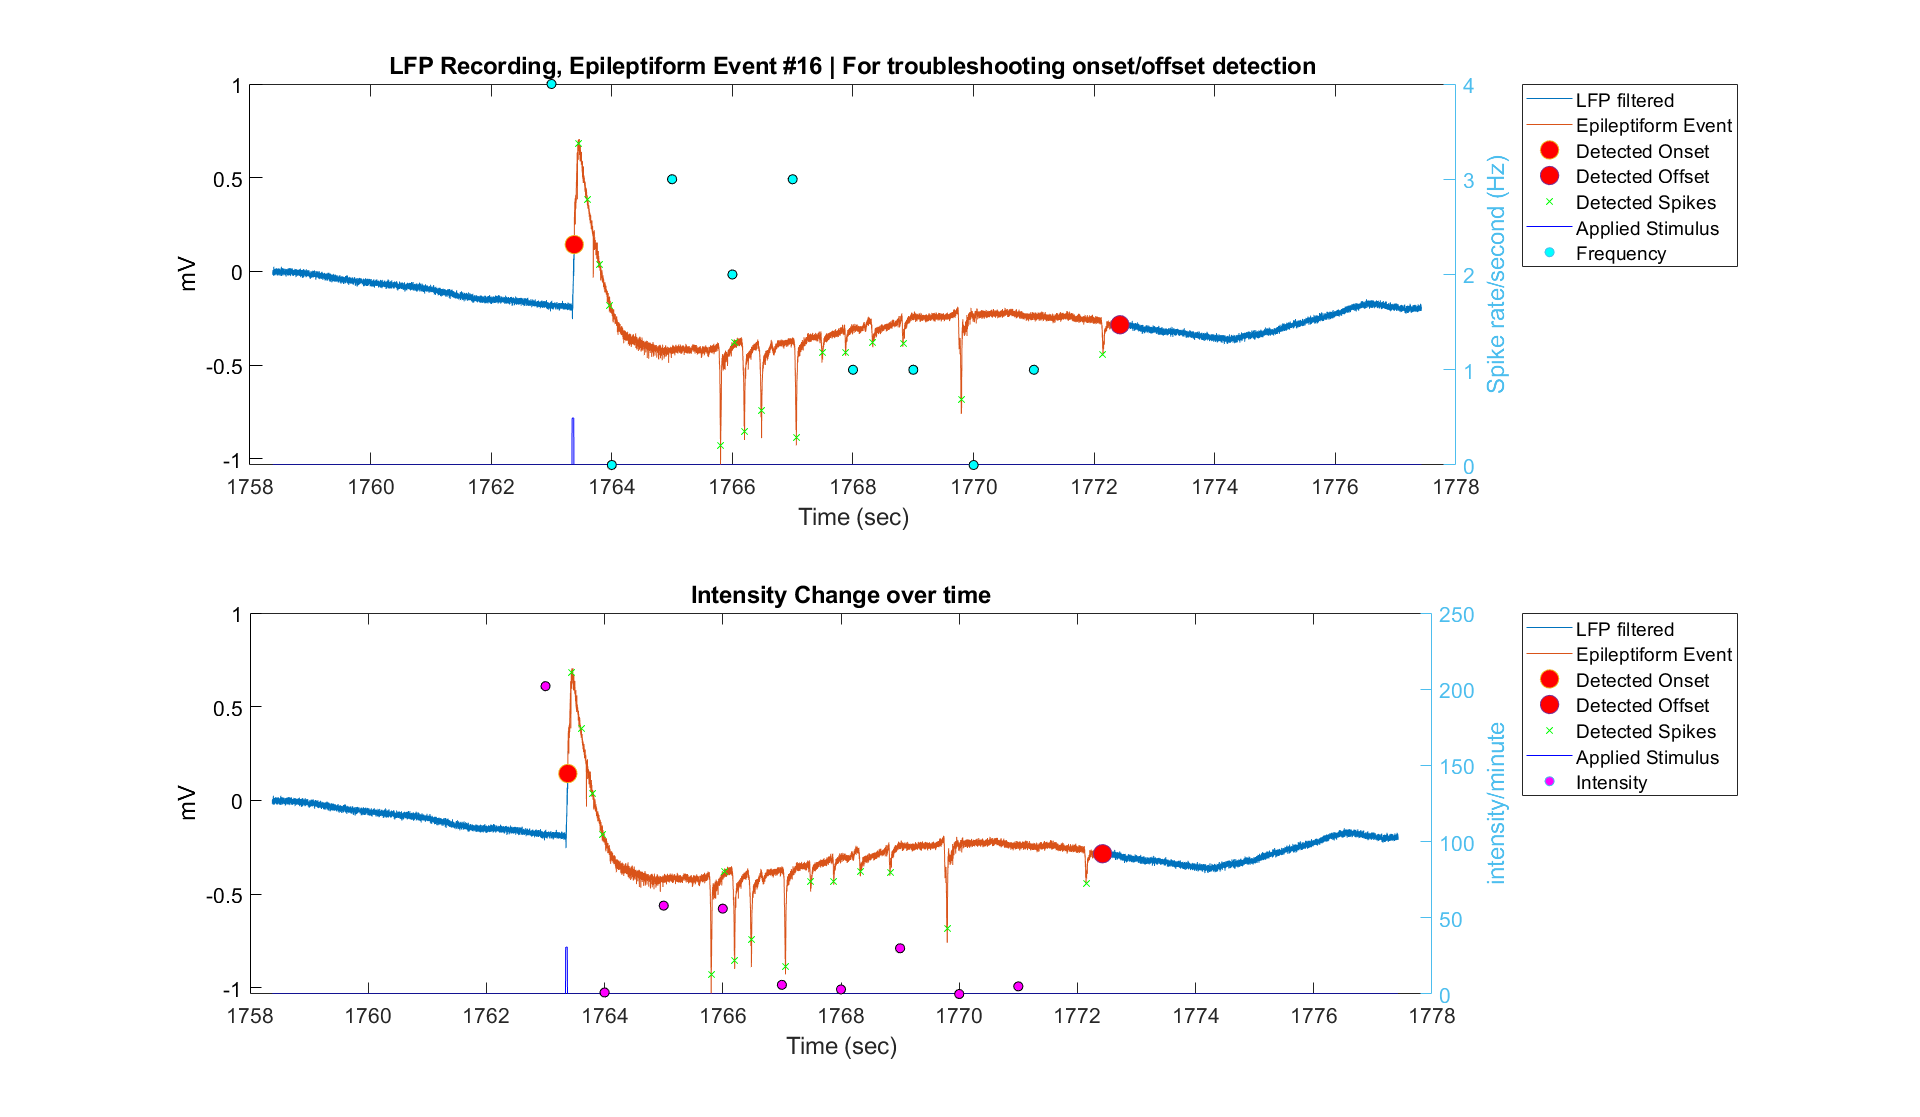 LFP Recording, Epileptiform Event #16 | For troubleshooting onset/offset detection
1
0.5
0
-0.5
-1
mV
4
3
2
1
0
Spike rate/second (Hz)
1758 1760 1762 1764 1766 1768 1770 1772 1774 1776 1778
Time (sec)
LFP filtered
Epileptiform Event
Detected Onset
Detected Offset
Detected Spikes
Applied Stimulus
Frequency
Intensity Change over time
1
0.5
0
-0.5
-1
mV
250
200
150
100
50
0
intensity/minute
1758 1760 1762 1764 1766 1768 1770 1772 1774 1776 1778
Time (sec)
LFP filtered
Epileptiform Event
Detected Onset
Detected Offset
Detected Spikes
Applied Stimulus
Intensity